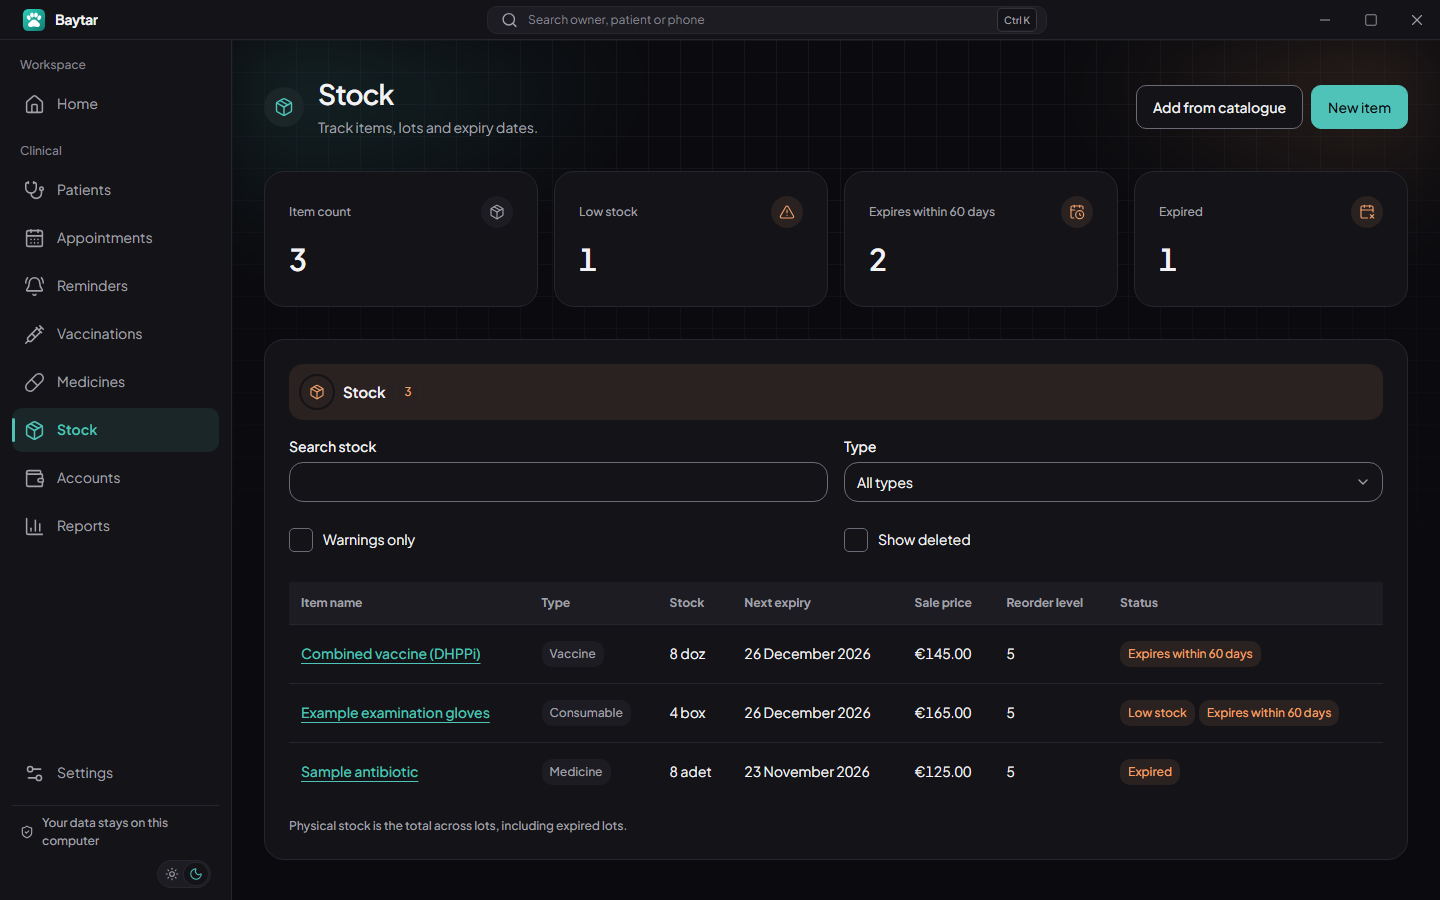 Baytar
Search owner, patient or phone
Ctrl K
Workspace
Home
Clinical
Patients
Appointments
Reminders
Vaccinations
Medicines
Stock
Accounts
Reports
Settings
Your data stays on this
computer
Stock
Track items, lots and expiry dates.
Add from catalogue
New item
Item count
3
Low stock
1
Expires within 60 days
2
Expired
1
Stock 3
Search stock
Type
All types
Warnings only
Show deleted
Item name Type Stock Next expiry Sale price Reorder level Status
Combined vaccine (DHPPi) Vaccine 8 doz 26 December 2026 €145.00 5 Expires within 60 days
Example examination gloves Consumable 4 box 26 December 2026 €165.00 5 Low stock Expires within 60 days
Sample antibiotic Medicine 8 adet 23 November 2026 €125.00 5 Expired
Physical stock is the total across lots, including expired lots.